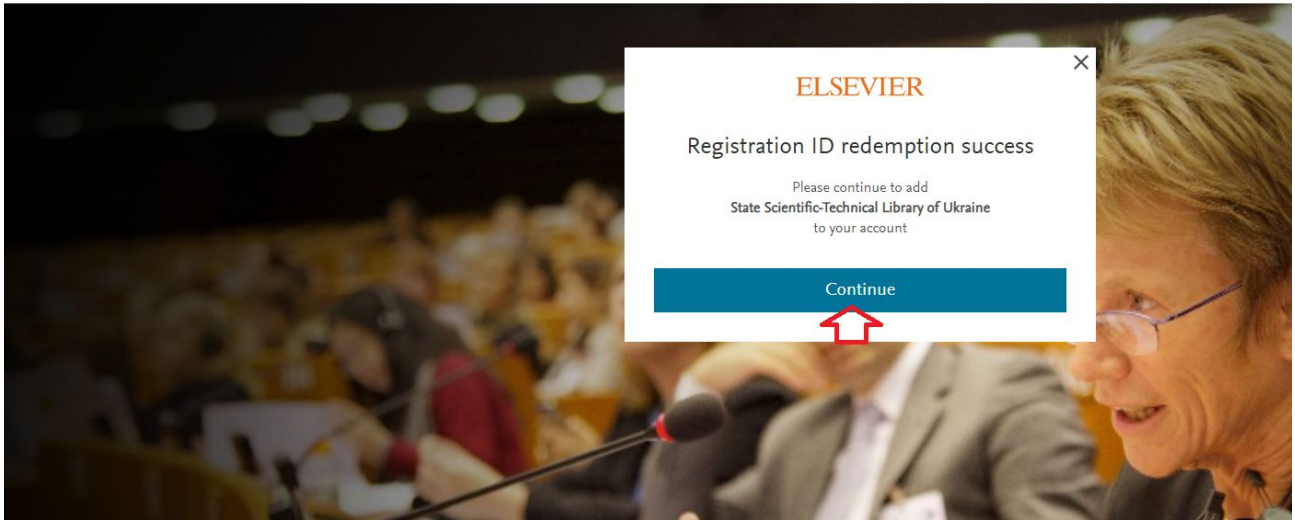 ELSEVIER
Registration ID redemption success
Please continue to add
State Scientific-Technical Library of Ukraine
to your account
Continue